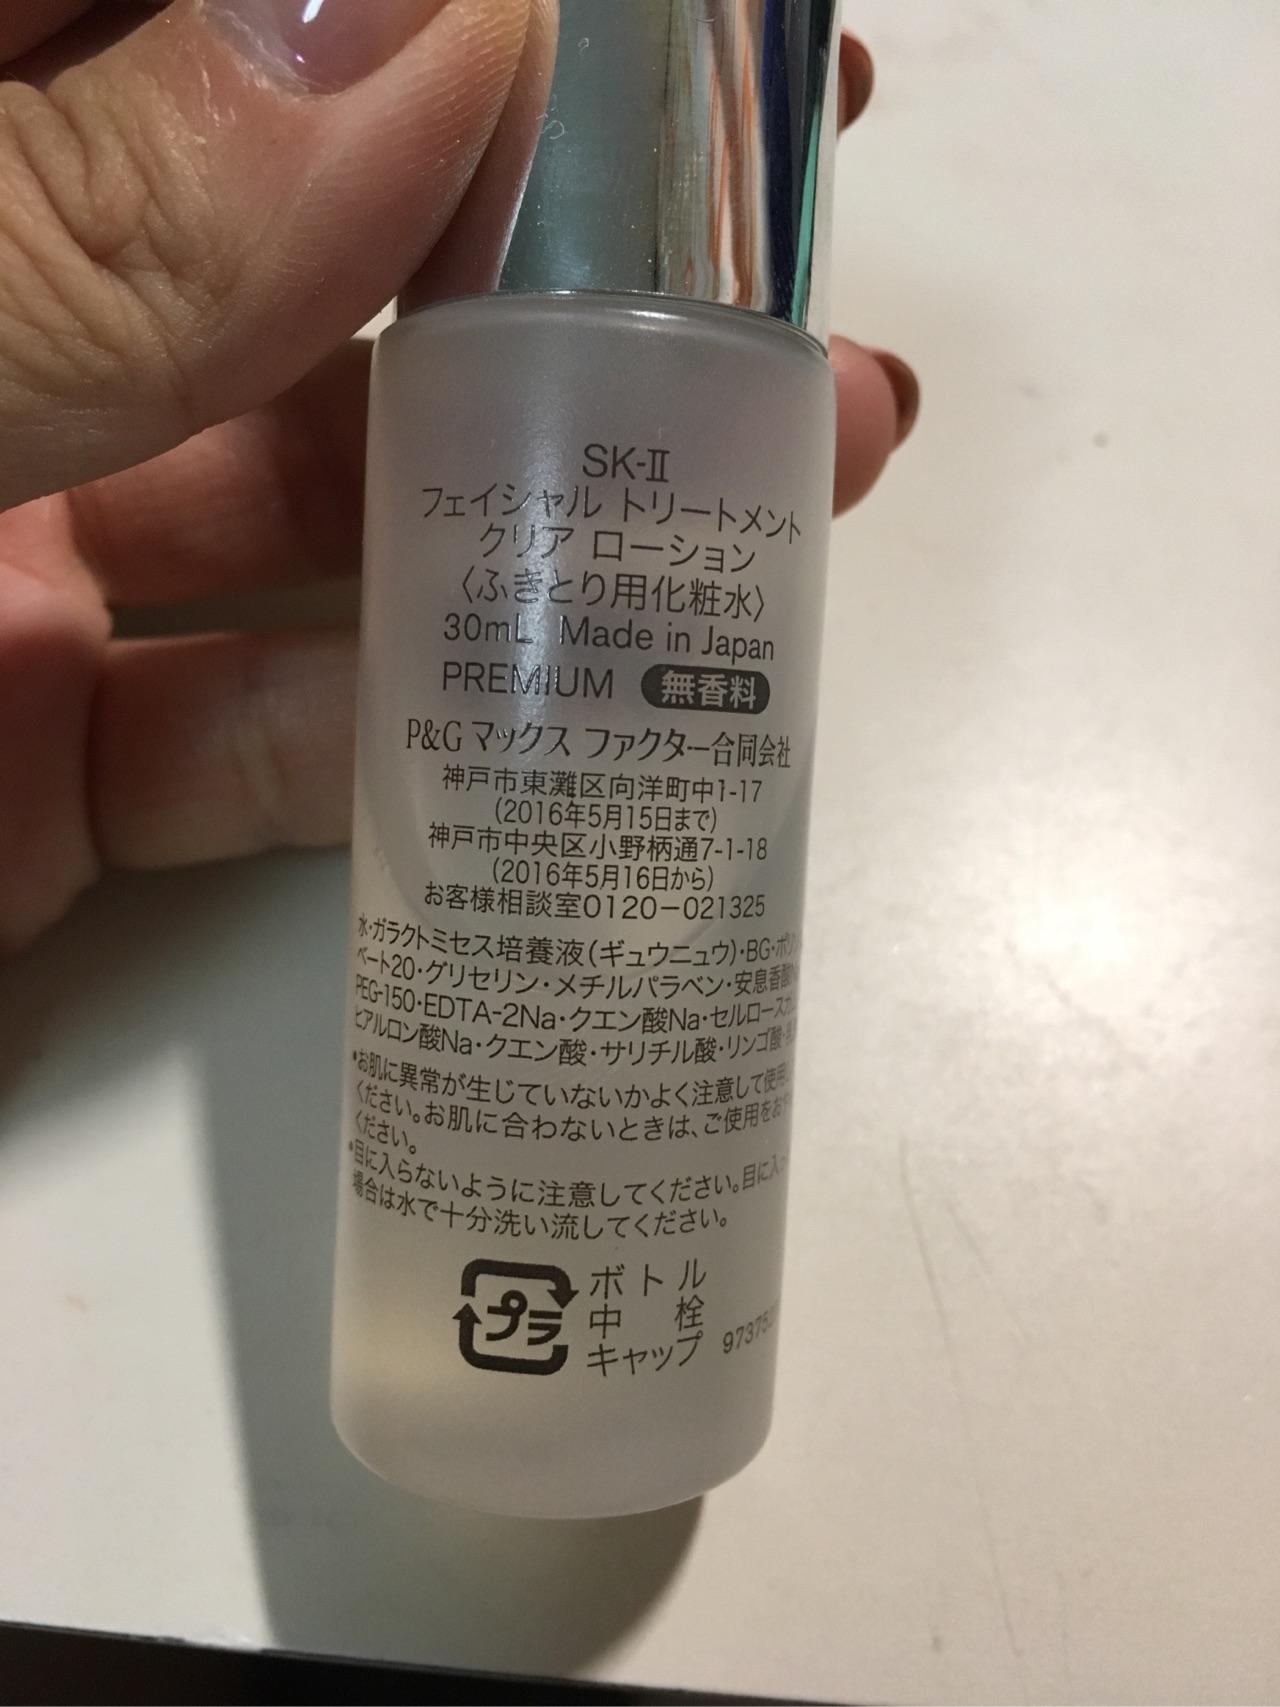 SK-II
フェイシャル トリートメント
クリア ローション
〈ふきとり用化粧水〉
30mL Made in Japan
PREMIUM 無香料
P&G マックス ファクター合同会社
神戸市東灘区向洋町中1-17
(2016年5月15日まで)
神戸市中央区小野柄通7-1-18
(2016年5月16日から)
お客様相談室0120−021325
水・ガラクトミセス培養液(ギュウニュウ)・BG・ポリソ
ベート20・グリセリン・メチルパラベン・安息香酸N
PEG-150・EDTA-2Na・クエン酸Na・セルロース
ヒアルロン酸Na・クエン酸・サリチル酸・リンゴ酸・
•お肌に異常が生じていないかよく注意して使用
ください。お肌に合わないときは、ご使用をお
ください。
•目に入らないように注意してください。目に入
場合は水で十分洗い流してください。
プラ
ボトル
中 栓
キャップ
97375